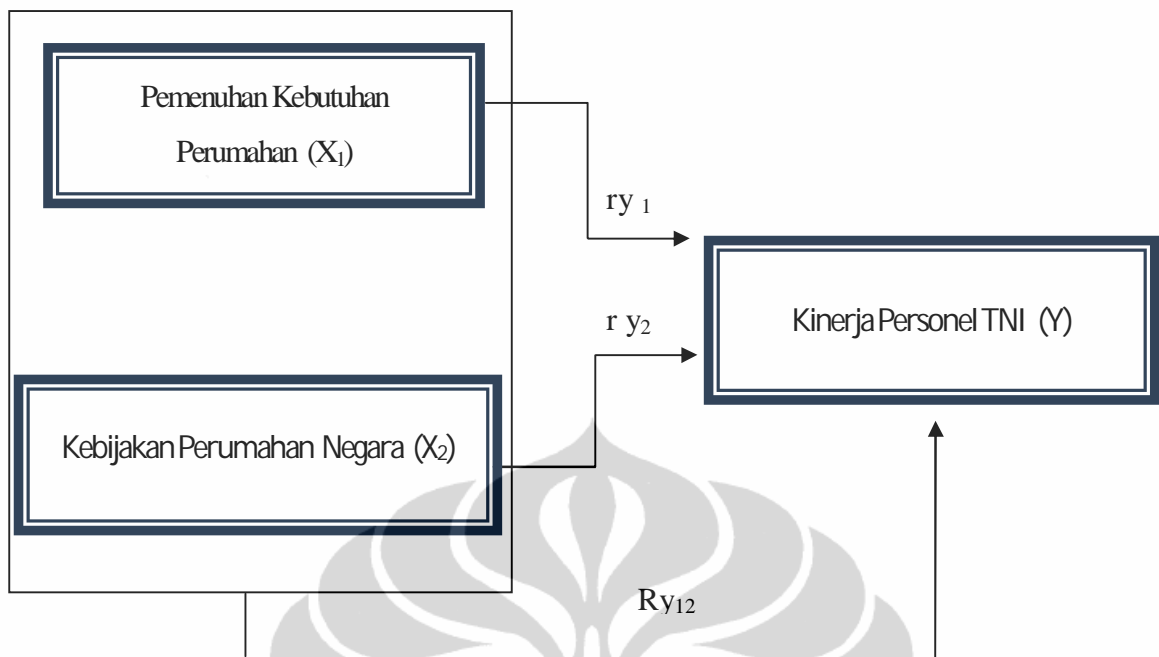 Pemenuhan Kebutuhan
Perumahan (X₁)
ry ₁
Kinerja Personel TNI (Y)
r y₂
Kebijakan Perumahan Negara (X₂)
Ry₁₂